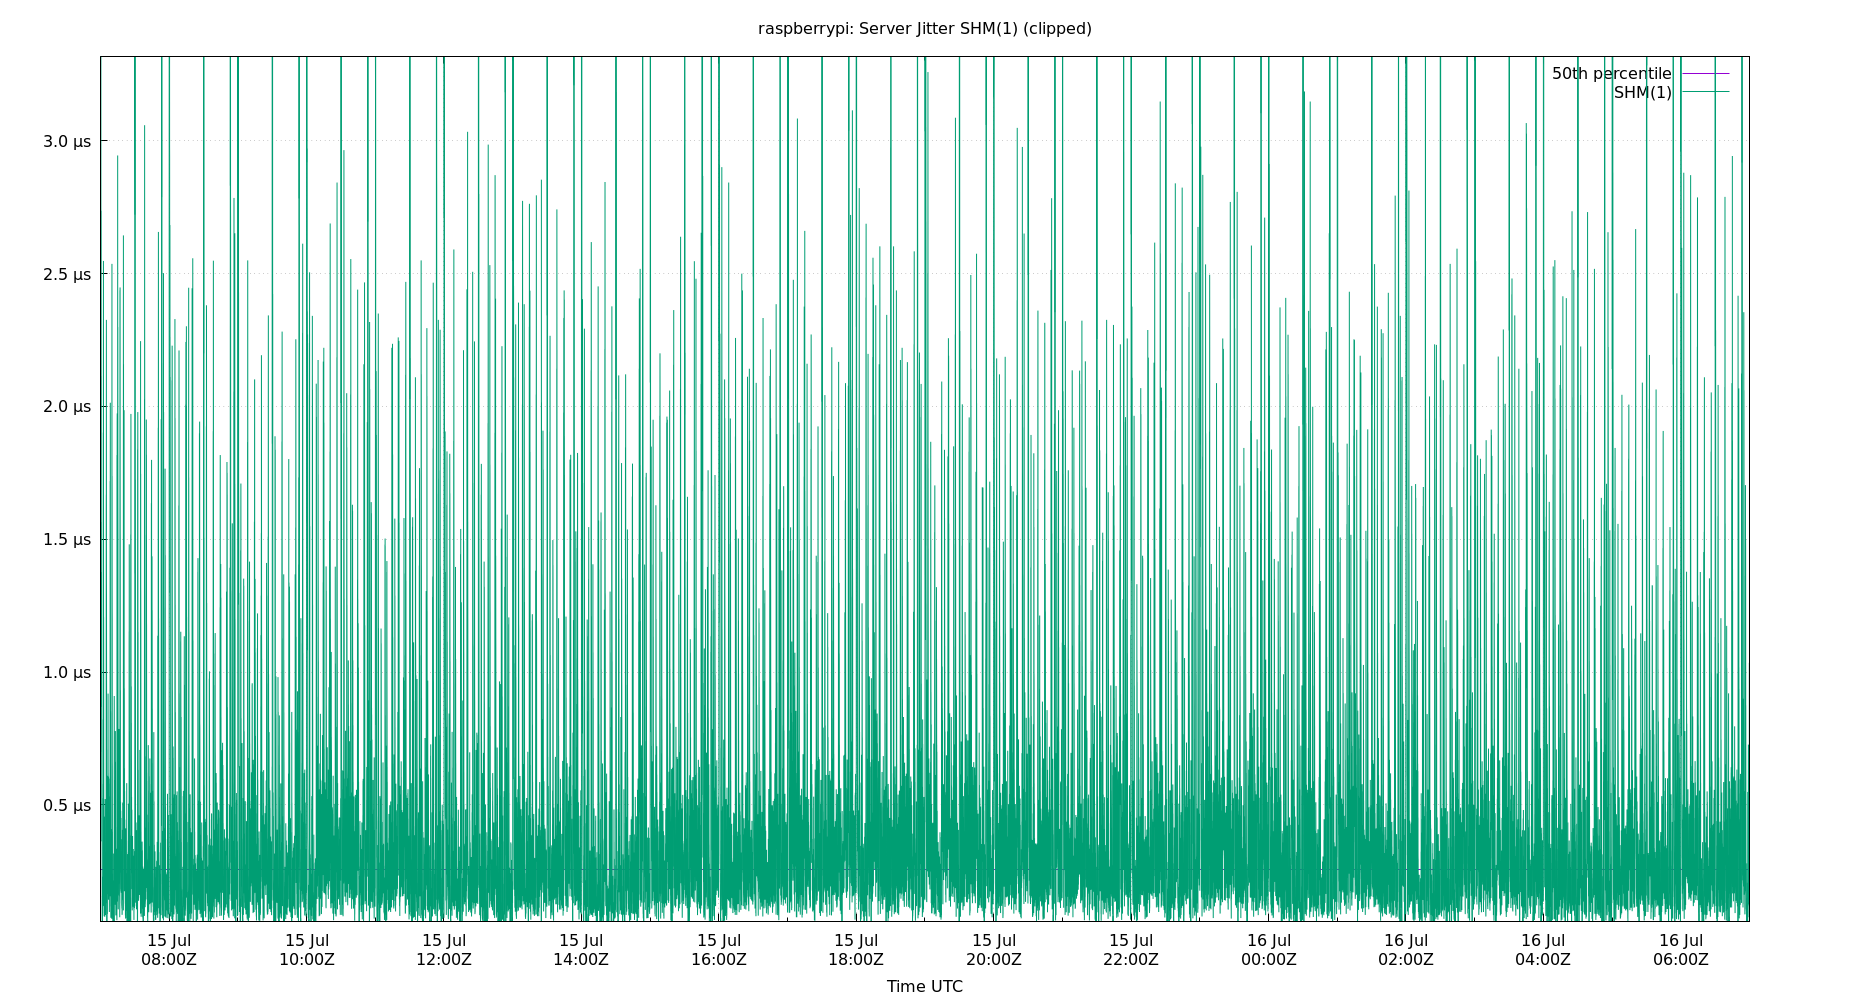 raspberrypi: Server Jitter SHM(1) (clipped)
50th percentile
SHM(1)
3.0 µs
2.5 µs
2.0 µs
1.5 µs
1.0 µs
0.5 µs
15 Jul 15 Jul 15 Jul 15 Jul 15 Jul 15 Jul 15 Jul 15 Jul 16 Jul 16 Jul 16 Jul 16 Jul
08:00Z 10:00Z 12:00Z 14:00Z 16:00Z 18:00Z 20:00Z 22:00Z 00:00Z 02:00Z 04:00Z 06:00Z
Time UTC